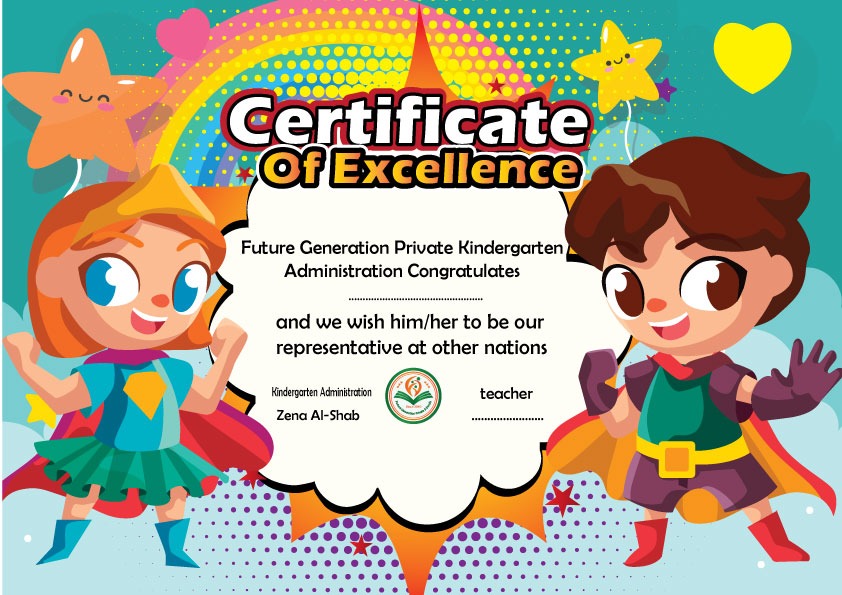 Certificate
Of Excellence
Future Generation Private Kindergarten
Administration Congratulates
................................................
and we wish him/her to be our
representative at other nations
Kindergarten Administration
teacher
Zena Al-Shab
..........................